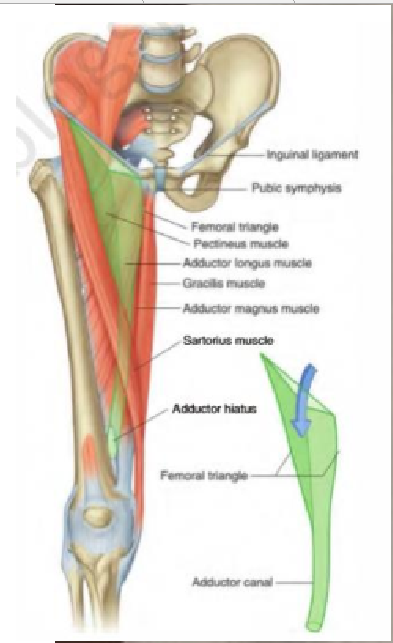 Inguinal ligament
Pubic symphysis
Femoral triangle
Pectineus muscle
Adductor longus muscle
Gracilis muscle
Adductor magnus muscle
Sartorius muscle
Adductor hiatus
Femoral triangle
Adductor canal